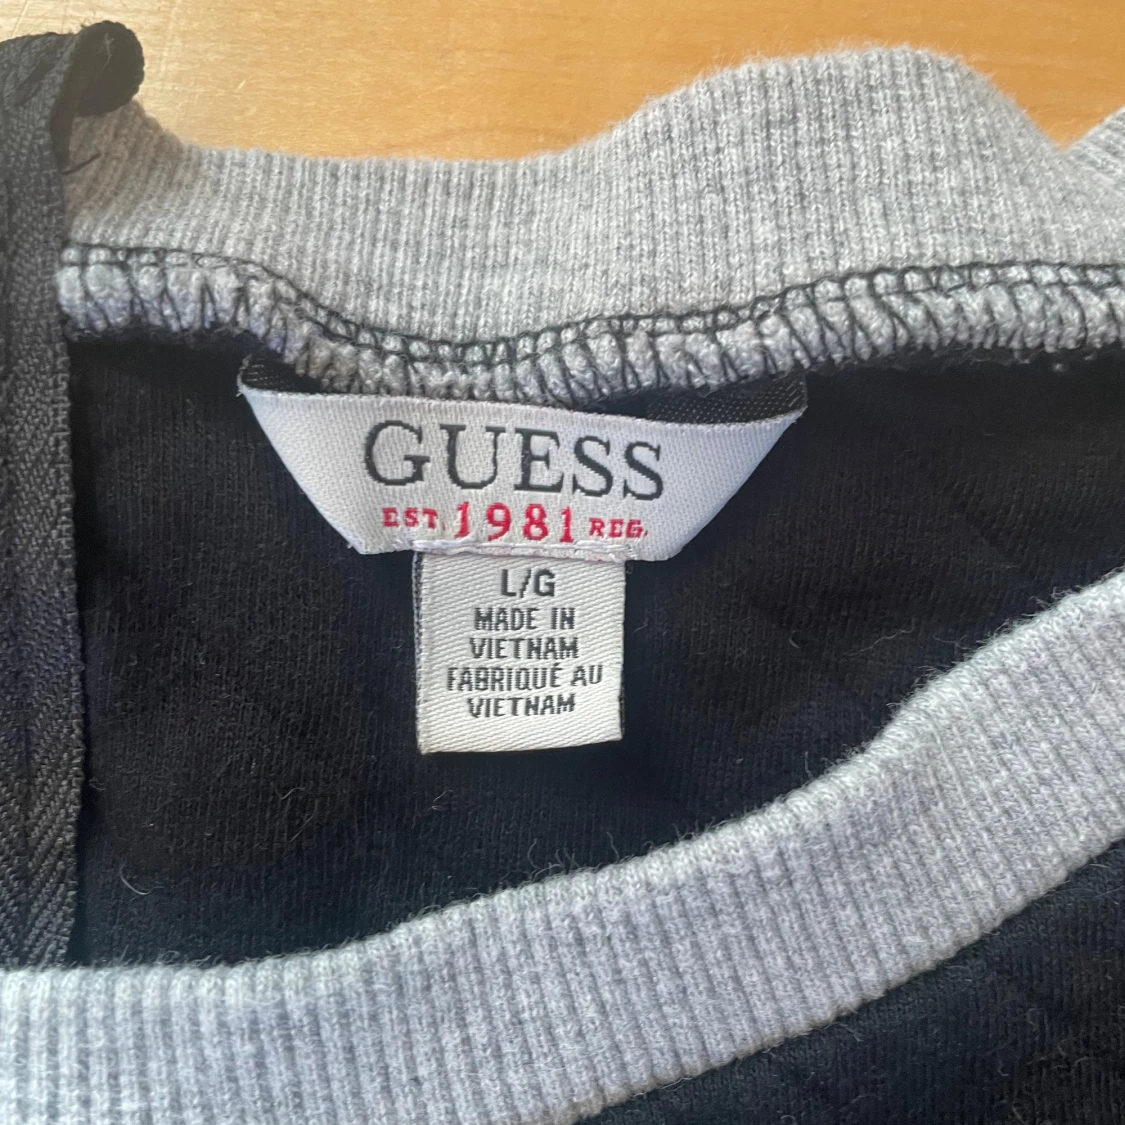 GUESS
EST. 1981 REG.
L/G
MADE IN
VIETNAM
FABRIQUÉ AU
VIETNAM